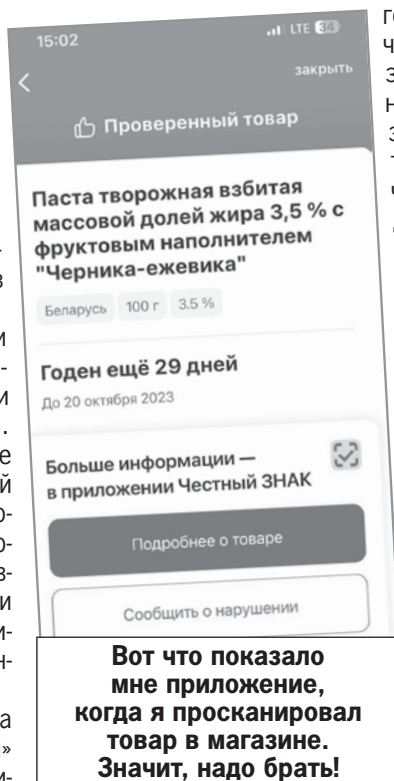 15:02
LTE 34
закрыть
Проверенный товар
Паста творожная взбитая
массовой долей жира 3,5 % с
фруктовым наполнителем
"Черника-ежевика"
Беларусь 100 г 3.5 %
Годен ещё 29 дней
До 20 октября 2023
Больше информации —
в приложении Честный ЗНАК
Подробнее о товаре
Сообщить о нарушении
Вот что показало
мне приложение,
когда я просканировал
товар в магазине.
Значит, надо брать!